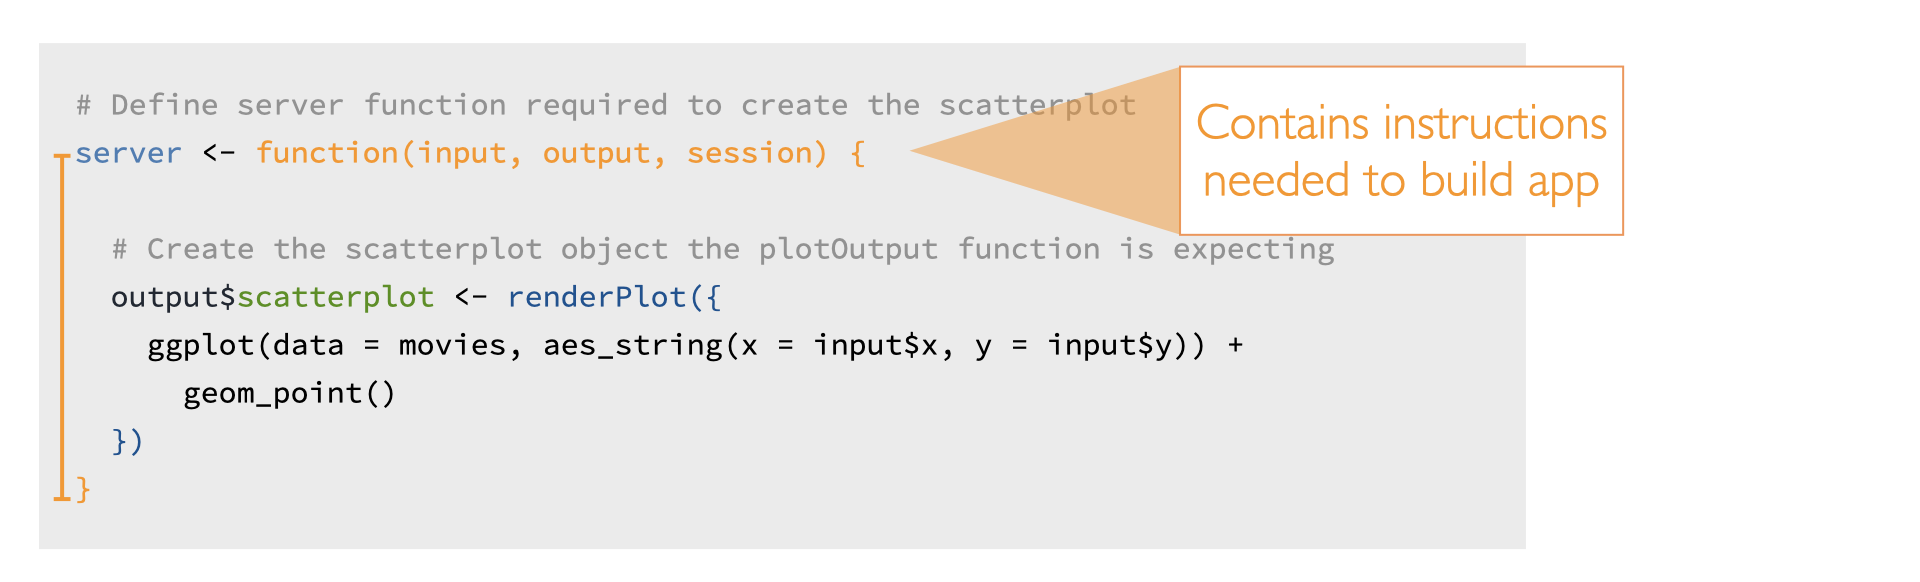 # Define server function required to create the scatterplot
server <- function(input, output, session) {
Contains instructions
needed to build app
# Create the scatterplot object the plotOutput function is expecting
output$scatterplot <- renderPlot({
ggplot(data = movies, aes_string(x = input$x, y = input$y)) +
geom_point()
})
}